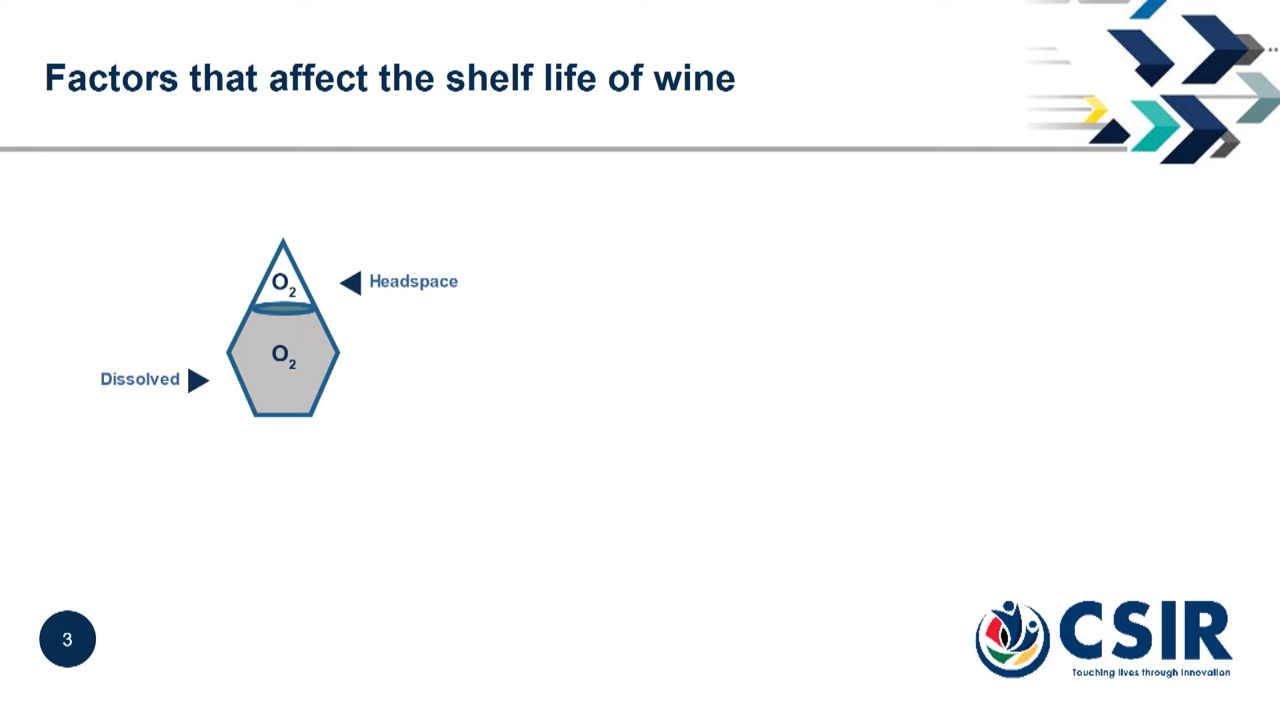 Factors that affect the shelf life of wine
O2
Headspace
O2
Dissolved
3
CSIR
Touching lives through innovation